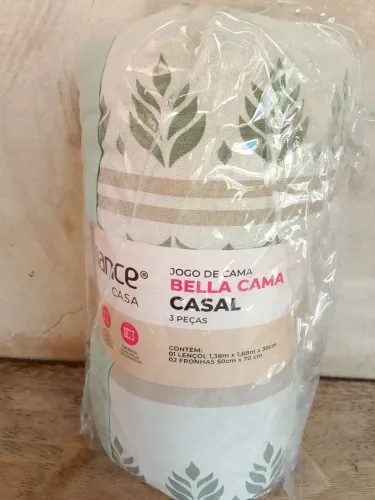 ance®
CASA
JOGO DE CAMA
BELLA CAMA
CASAL
3 PEÇAS
CONTÉM:
01 LENÇOL 1,38m x 1,88m x 30cm
02 FRONHAS 50cm x 70 cm